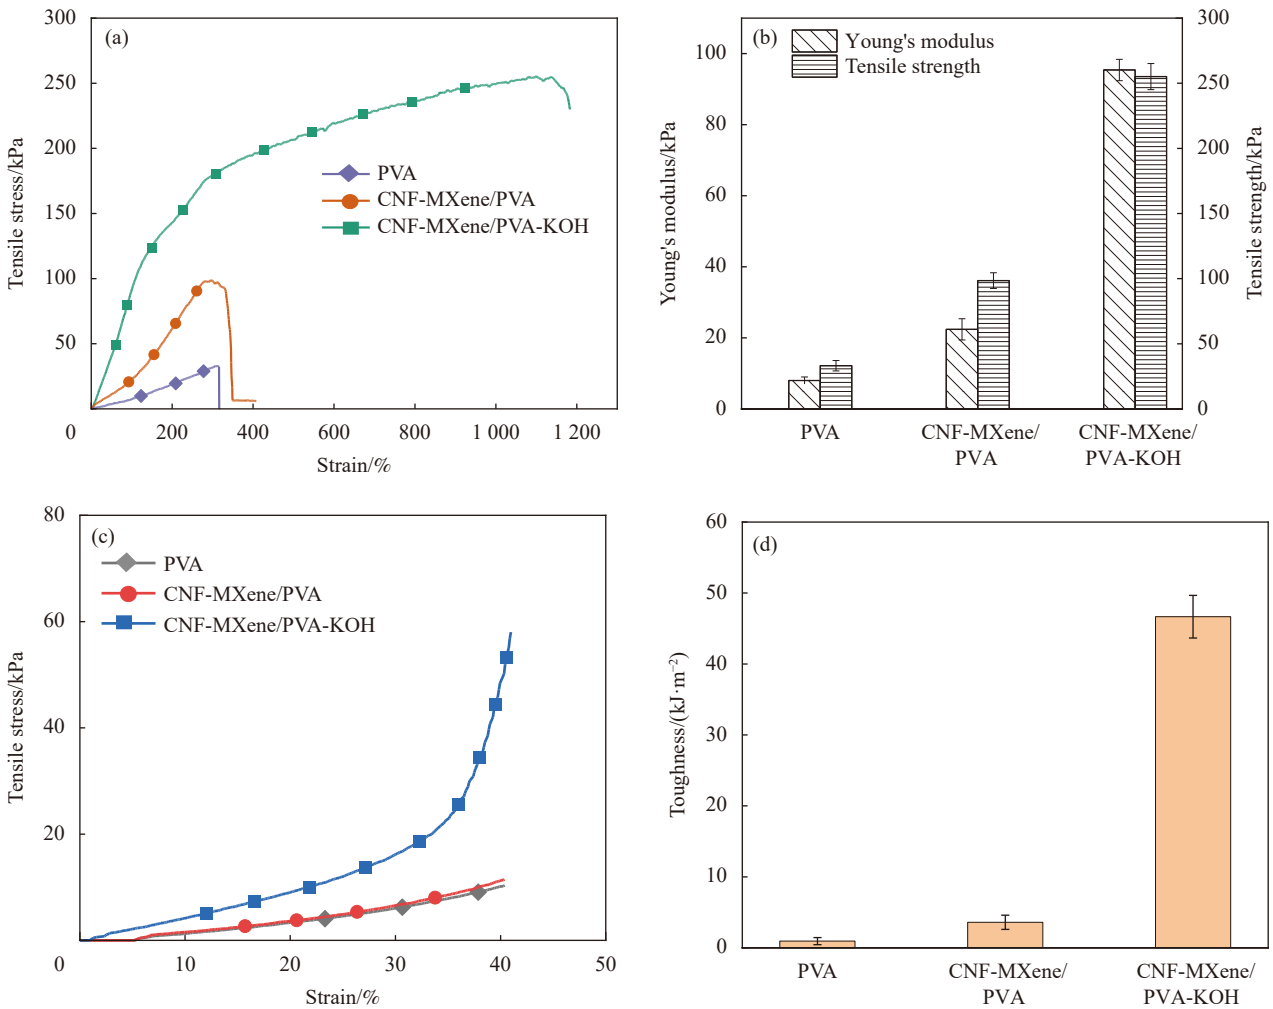 (a)
300
250
200
150
100
50
0
200
400
600
800
1 000
1 200
Tensile stress/kPa
Strain/%
PVA
CNF-MXene/PVA
CNF-MXene/PVA-KOH
(b)
Young's modulus
Tensile strength
100
80
60
40
20
0
Young's modulus/kPa
300
250
200
150
100
50
0
Tensile strength/kPa
PVA
CNF-MXene/
PVA
CNF-MXene/
PVA-KOH
(c)
PVA
CNF-MXene/PVA
CNF-MXene/PVA-KOH
80
60
40
20
0
10
20
30
40
50
Tensile stress/kPa
Strain/%
(d)
60
50
40
30
20
10
0
Toughness/(kJ·m⁻²)
PVA
CNF-MXene/
PVA
CNF-MXene/
PVA-KOH